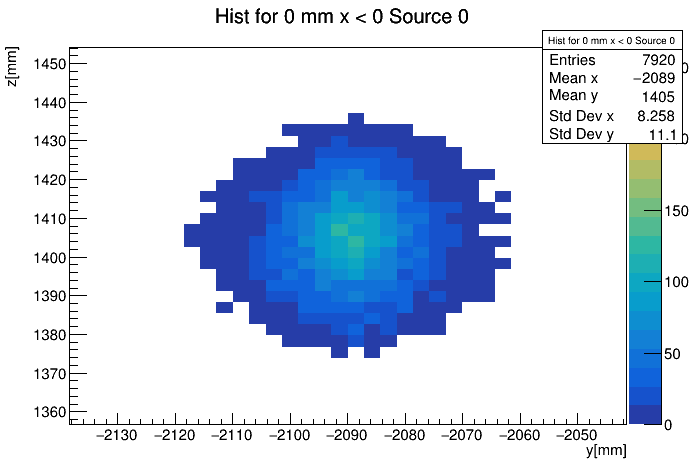 Hist for 0 mm x < 0 Source 0
Hist for 0 mm x < 0 Source 0
Entries 7920
Mean x −2089
Mean y 1405
Std Dev x 8.258
Std Dev y 11.1
z[mm]
1450
1440
1430
1420
1410
1400
1390
1380
1370
1360
150
100
50
0
−2130 −2120 −2110 −2100 −2090 −2080 −2070 −2060 −2050
y[mm]